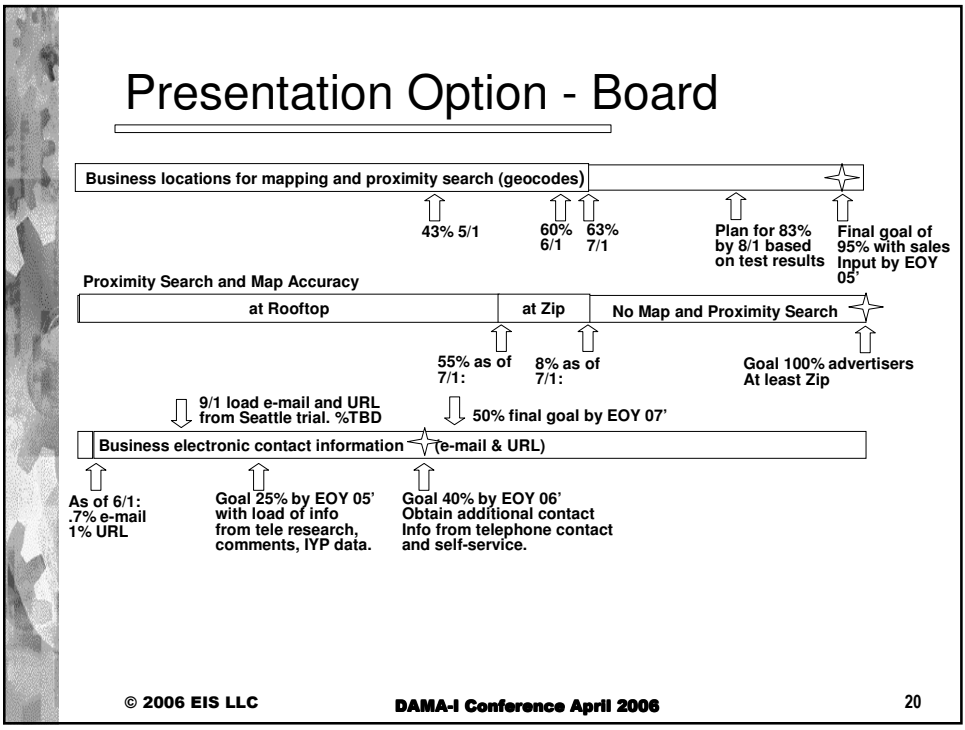 Presentation Option - Board
Business locations for mapping and proximity search (geocodes)
43% 5/1
60%
6/1
63%
7/1
Plan for 83%
by 8/1 based
on test results
Final goal of
95% with sales
Input by EOY
05'
Proximity Search and Map Accuracy
at Rooftop
at Zip
No Map and Proximity Search
55% as of
7/1:
8% as of
7/1:
Goal 100% advertisers
At least Zip
9/1 load e-mail and URL
from Seattle trial. %TBD
50% final goal by EOY 07'
Business electronic contact information (e-mail & URL)
As of 6/1:
.7% e-mail
1% URL
Goal 25% by EOY 05'
with load of info
from tele research,
comments, IYP data.
Goal 40% by EOY 06'
Obtain additional contact
Info from telephone contact
and self-service.
© 2006 EIS LLC
DAMA-I Conference April 2006
20